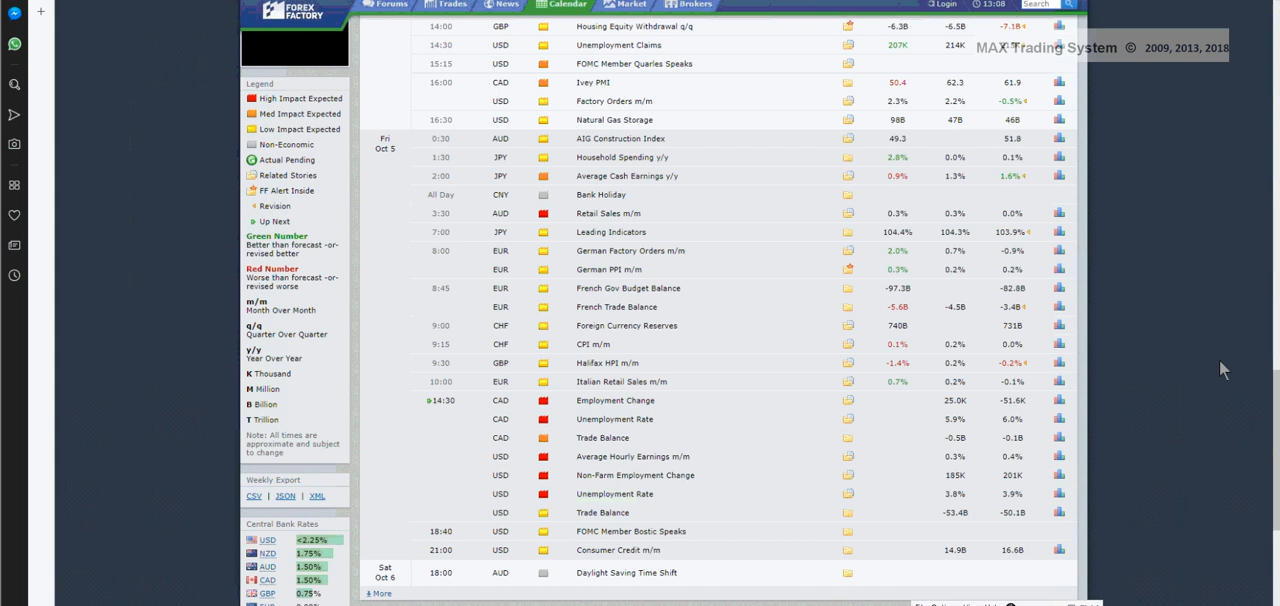 FOREX FACTORY
Forums Trades News Calendar Market Brokers Login 13:08 Search
MAX Trading System © 2009, 2013, 2018
14:00 GBP Housing Equity Withdrawal q/q -6.3B -6.5B -7.1B
14:30 USD Unemployment Claims 207K 214K
15:15 USD FOMC Member Quarles Speaks
16:00 CAD Ivey PMI 50.4 62.3 61.9
USD Factory Orders m/m 2.3% 2.2% -0.5%
16:30 USD Natural Gas Storage 98B 47B 46B
Fri Oct 5
0:30 AUD AIG Construction Index 49.3 51.8
1:30 JPY Household Spending y/y 2.8% 0.0% 0.1%
2:00 JPY Average Cash Earnings y/y 0.9% 1.3% 1.6%
All Day CNY Bank Holiday
3:30 AUD Retail Sales m/m 0.3% 0.3% 0.0%
7:00 JPY Leading Indicators 104.4% 104.3% 103.9%
8:00 EUR German Factory Orders m/m 2.0% 0.7% -0.9%
EUR German PPI m/m 0.3% 0.2% 0.2%
8:45 EUR French Gov Budget Balance -97.3B -82.8B
EUR French Trade Balance -5.6B -4.5B -3.4B
9:00 CHF Foreign Currency Reserves 740B 731B
9:15 CHF CPI m/m 0.1% 0.2% 0.0%
9:30 GBP Halifax HPI m/m -1.4% 0.2% -0.2%
10:00 EUR Italian Retail Sales m/m 0.7% 0.2% -0.1%
14:30 CAD Employment Change 25.0K -51.6K
CAD Unemployment Rate 5.9% 6.0%
CAD Trade Balance -0.5B -0.1B
USD Average Hourly Earnings m/m 0.3% 0.4%
USD Non-Farm Employment Change 185K 201K
USD Unemployment Rate 3.8% 3.9%
USD Trade Balance -53.4B -50.1B
18:40 USD FOMC Member Bostic Speaks
21:00 USD Consumer Credit m/m 14.9B 16.6B
Sat Oct 6
18:00 AUD Daylight Saving Time Shift
More
Legend
High Impact Expected
Med Impact Expected
Low Impact Expected
Non-Economic
Actual Pending
Related Stories
FF Alert Inside
Revision
Up Next
Green Number
Better than forecast -or-
revised better
Red Number
Worse than forecast -or-
revised worse
m/m
Month Over Month
q/q
Quarter Over Quarter
y/y
Year Over Year
K Thousand
M Million
B Billion
T Trillion
Note: All times are
approximate and subject
to change
Weekly Export
CSV | JSON | XML
Central Bank Rates
USD <2.25%
NZD 1.75%
AUD 1.50%
CAD 1.50%
GBP 0.75%